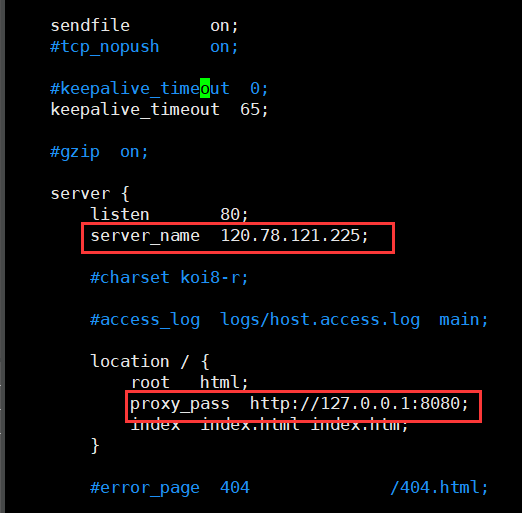 sendfile        on;
#tcp_nopush     on;
#keepalive_timeout  0;
keepalive_timeout  65;
#gzip  on;
server {
listen       80;
server_name  120.78.121.225;
#charset koi8-r;
#access_log  logs/host.access.log  main;
location / {
root   html;
proxy_pass  http://127.0.0.1:8080;
index  index.html index.htm;
}
#error_page  404              /404.html;